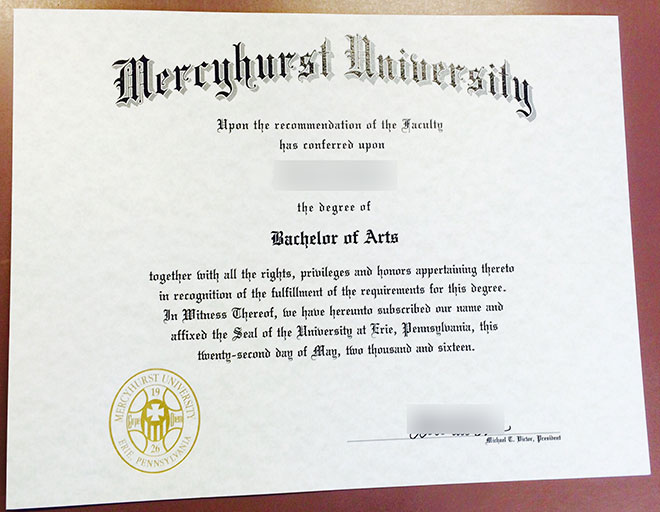 Mercyhurst University
Upon the recommendation of the Faculty
has conferred upon
the degree of
Bachelor of Arts
together with all the rights, privileges and honors appertaining thereto
in recognition of the fulfillment of the requirements for this degree.
In Witness Thereof, we have hereunto subscribed our name and
affixed the Seal of the University at Erie, Pennsylvania, this
twenty-second day of May, two thousand and sixteen.
MERCYHURST UNIVERSITY
19
Carpe Diem
26
ERIE, PENNSYLVANIA
Michael T. Victor, President